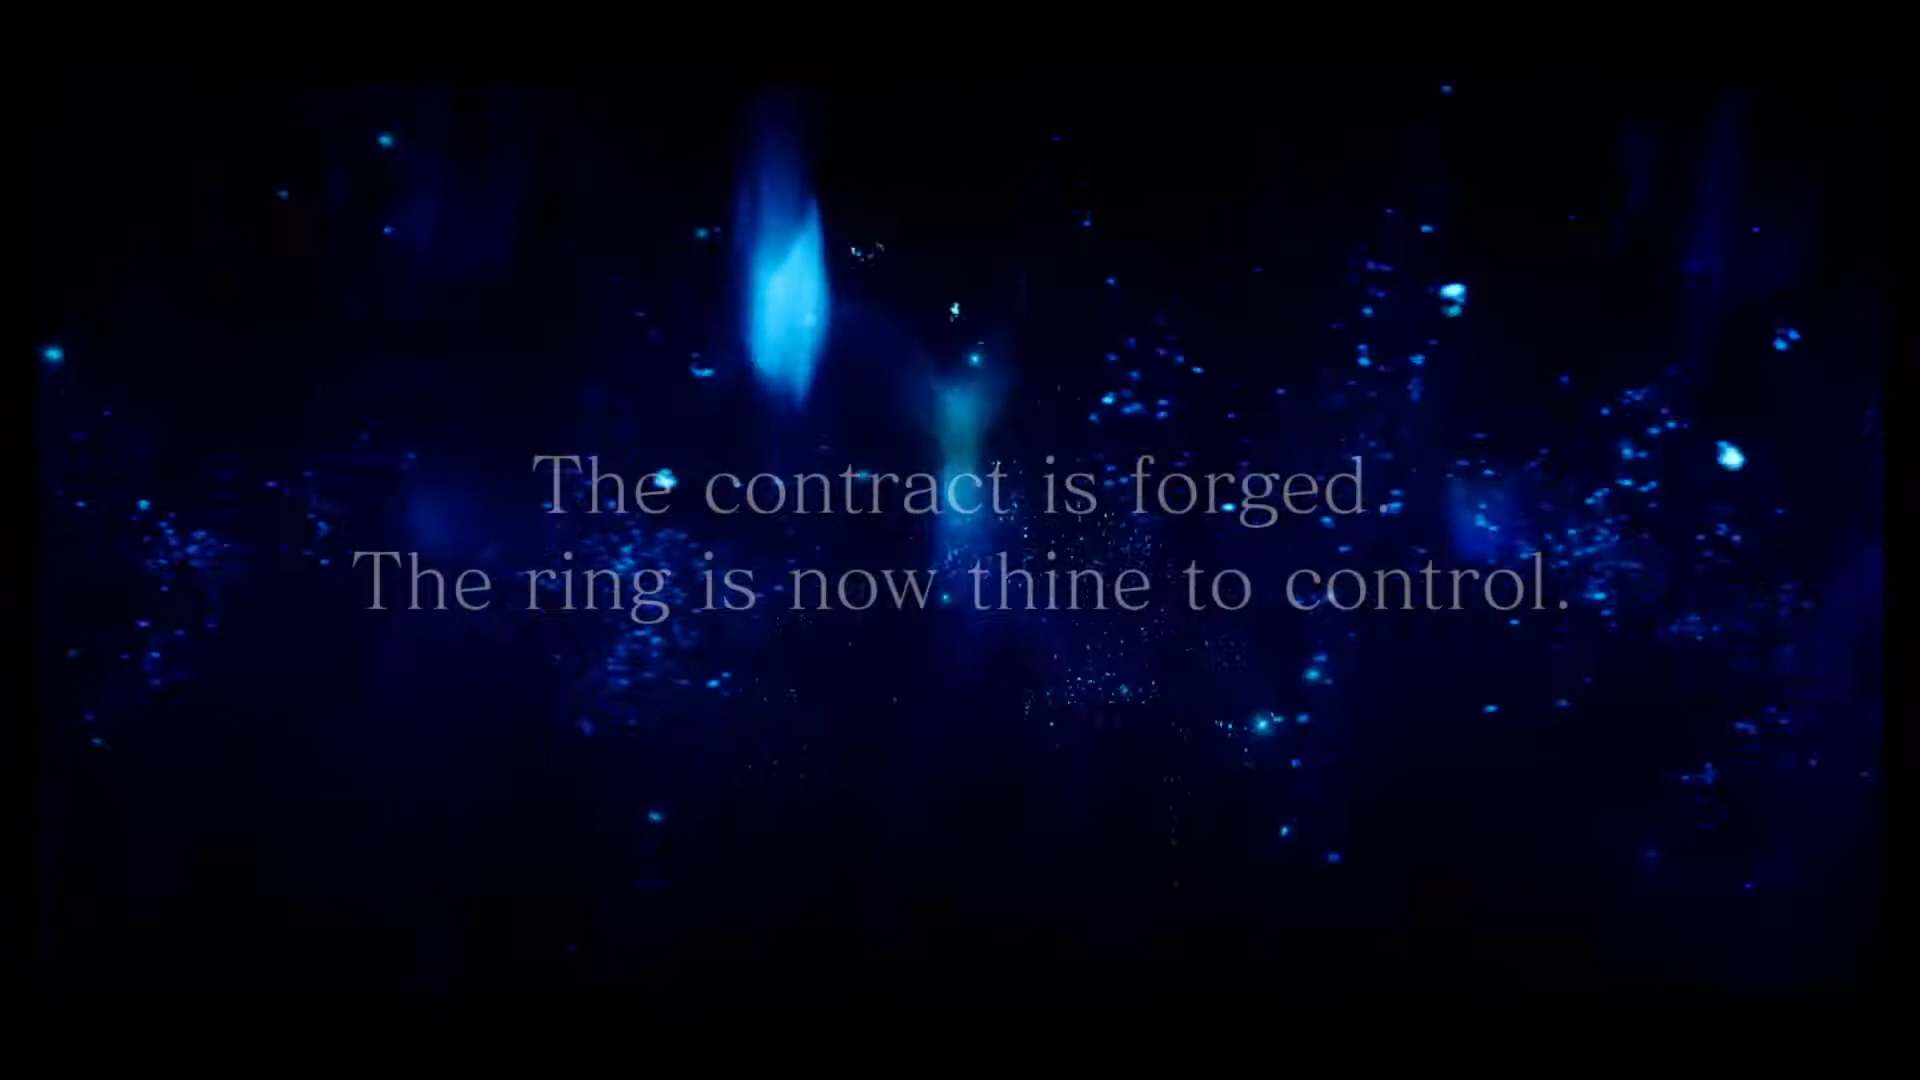 The contract is forged.
The ring is now thine to control.